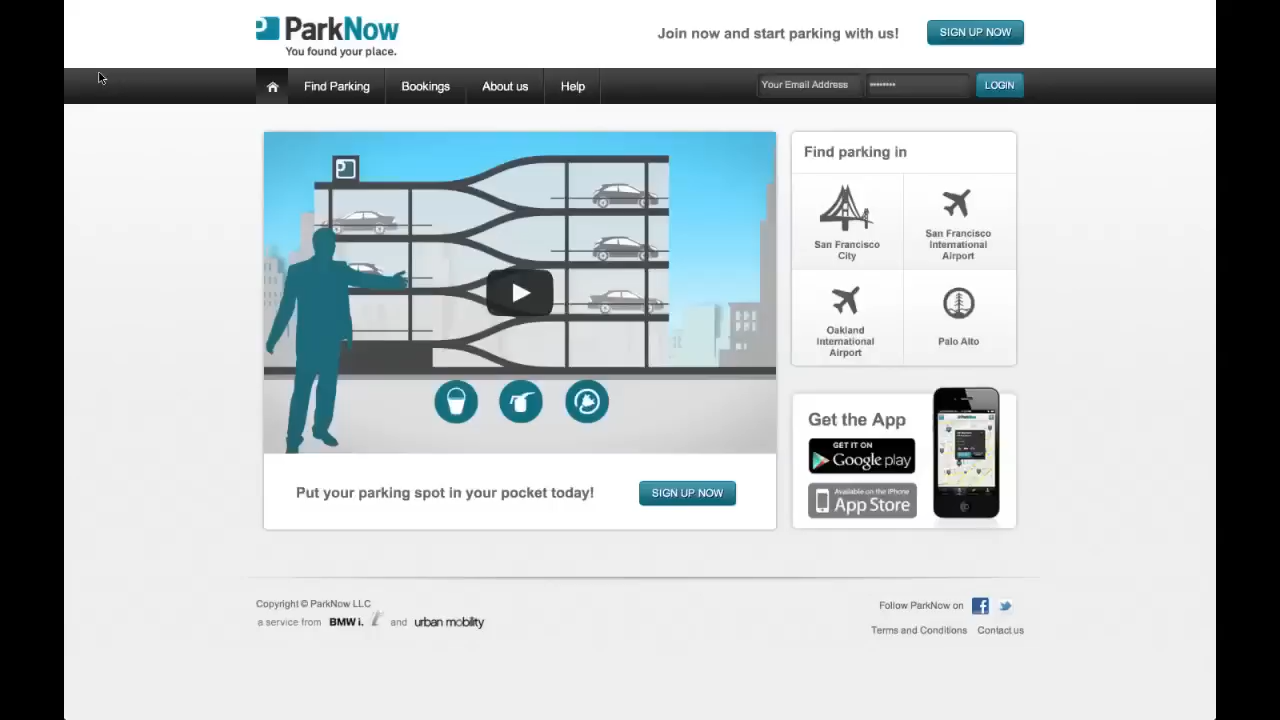 ParkNow
You found your place.
Join now and start parking with us!
SIGN UP NOW
Find Parking
Bookings
About us
Help
Your Email Address
••••••••
LOGIN
Find parking in
San Francisco
City
San Francisco
International
Airport
Oakland
International
Airport
Palo Alto
Get the App
GET IT ON
Google play
Available on the iPhone
App Store
ParkNow
Put your parking spot in your pocket today!
SIGN UP NOW
Copyright © ParkNow LLC
a service from BMW i. and urban mobility
Follow ParkNow on
Terms and Conditions
Contact us